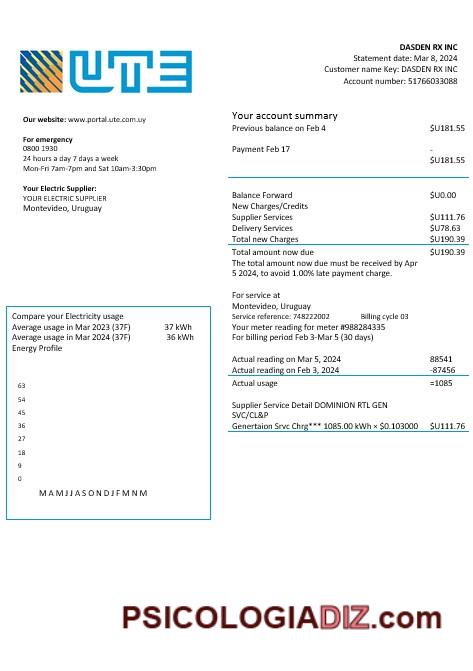 UTE
DASDEN RX INC
Statement date: Mar 8, 2024
Customer name Key: DASDEN RX INC
Account number: 51766033088
Our website: www.portal.ute.com.uy
For emergency
0800 1930
24 hours a day 7 days a week
Mon-Fri 7am-7pm and Sat 10am-3:30pm
Your Electric Supplier:
YOUR ELECTRIC SUPPLIER
Montevideo, Uruguay
Your account summary
Previous balance on Feb 4 $U181.55
Payment Feb 17 -
$U181.55
Balance Forward $U0.00
New Charges/Credits
Supplier Services $U111.76
Delivery Services $U78.63
Total new Charges $U190.39
Total amount now due $U190.39
The total amount now due must be received by Apr
5 2024, to avoid 1.00% late payment charge.
For service at
Montevideo, Uruguay
Service reference: 748222002 Billing cycle 03
Your meter reading for meter #988284335
For billing period Feb 3-Mar 5 (30 days)
Actual reading on Mar 5, 2024 88541
Actual reading on Feb 3, 2024 -87456
Actual usage =1085
Supplier Service Detail DOMINION RTL GEN
SVC/CL&P
Genertaion Srvc Chrg*** 1085.00 kWh × $0.103000 $U111.76
Compare your Electricity usage
Average usage in Mar 2023 (37F) 37 kWh
Average usage in Mar 2024 (37F) 36 kWh
Energy Profile
63
54
45
36
27
18
9
0
M A M J J A S O N D J F M N M
PSICOLOGIADIZ.com